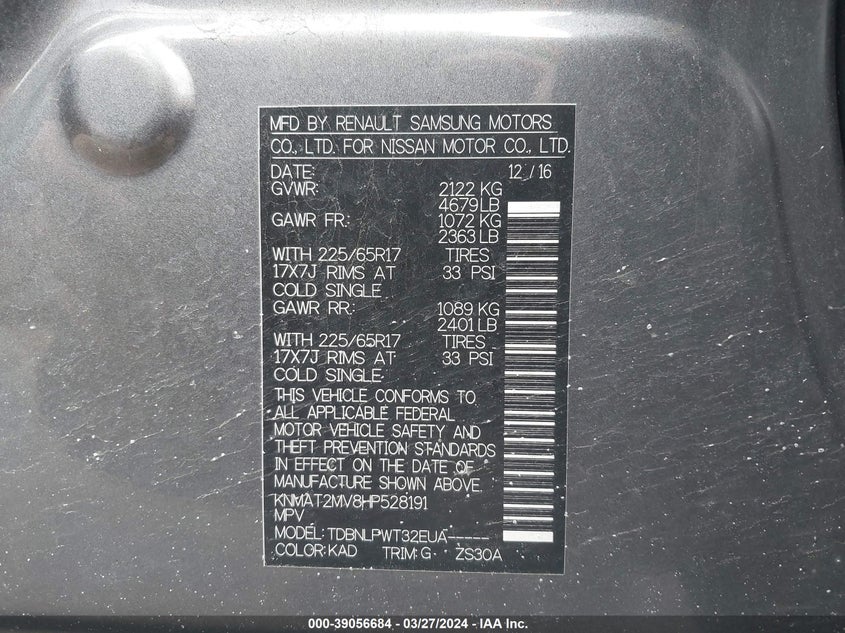 MFD BY RENAULT SAMSUNG MOTORS
CO., LTD. FOR NISSAN MOTOR CO., LTD.
DATE: 12 / 16
GVWR: 2122 KG
4679 LB
GAWR FR.: 1072 KG
2363 LB
WITH 225/65R17 TIRES
17X7J RIMS AT 33 PSI
COLD SINGLE
GAWR RR.: 1089 KG
2401 LB
WITH 225/65R17 TIRES
17X7J RIMS AT 33 PSI
COLD SINGLE
THIS VEHICLE CONFORMS TO
ALL APPLICABLE FEDERAL
MOTOR VEHICLE SAFETY AND
THEFT PREVENTION STANDARDS
IN EFFECT ON THE DATE OF
MANUFACTURE SHOWN ABOVE.
KNMAT2MV8HP528191
MPV
MODEL: TDBNLPWT32EUA-----
COLOR: KAD TRIM: G ZS30A
000-39056684 - 03/27/2024 - IAA Inc.